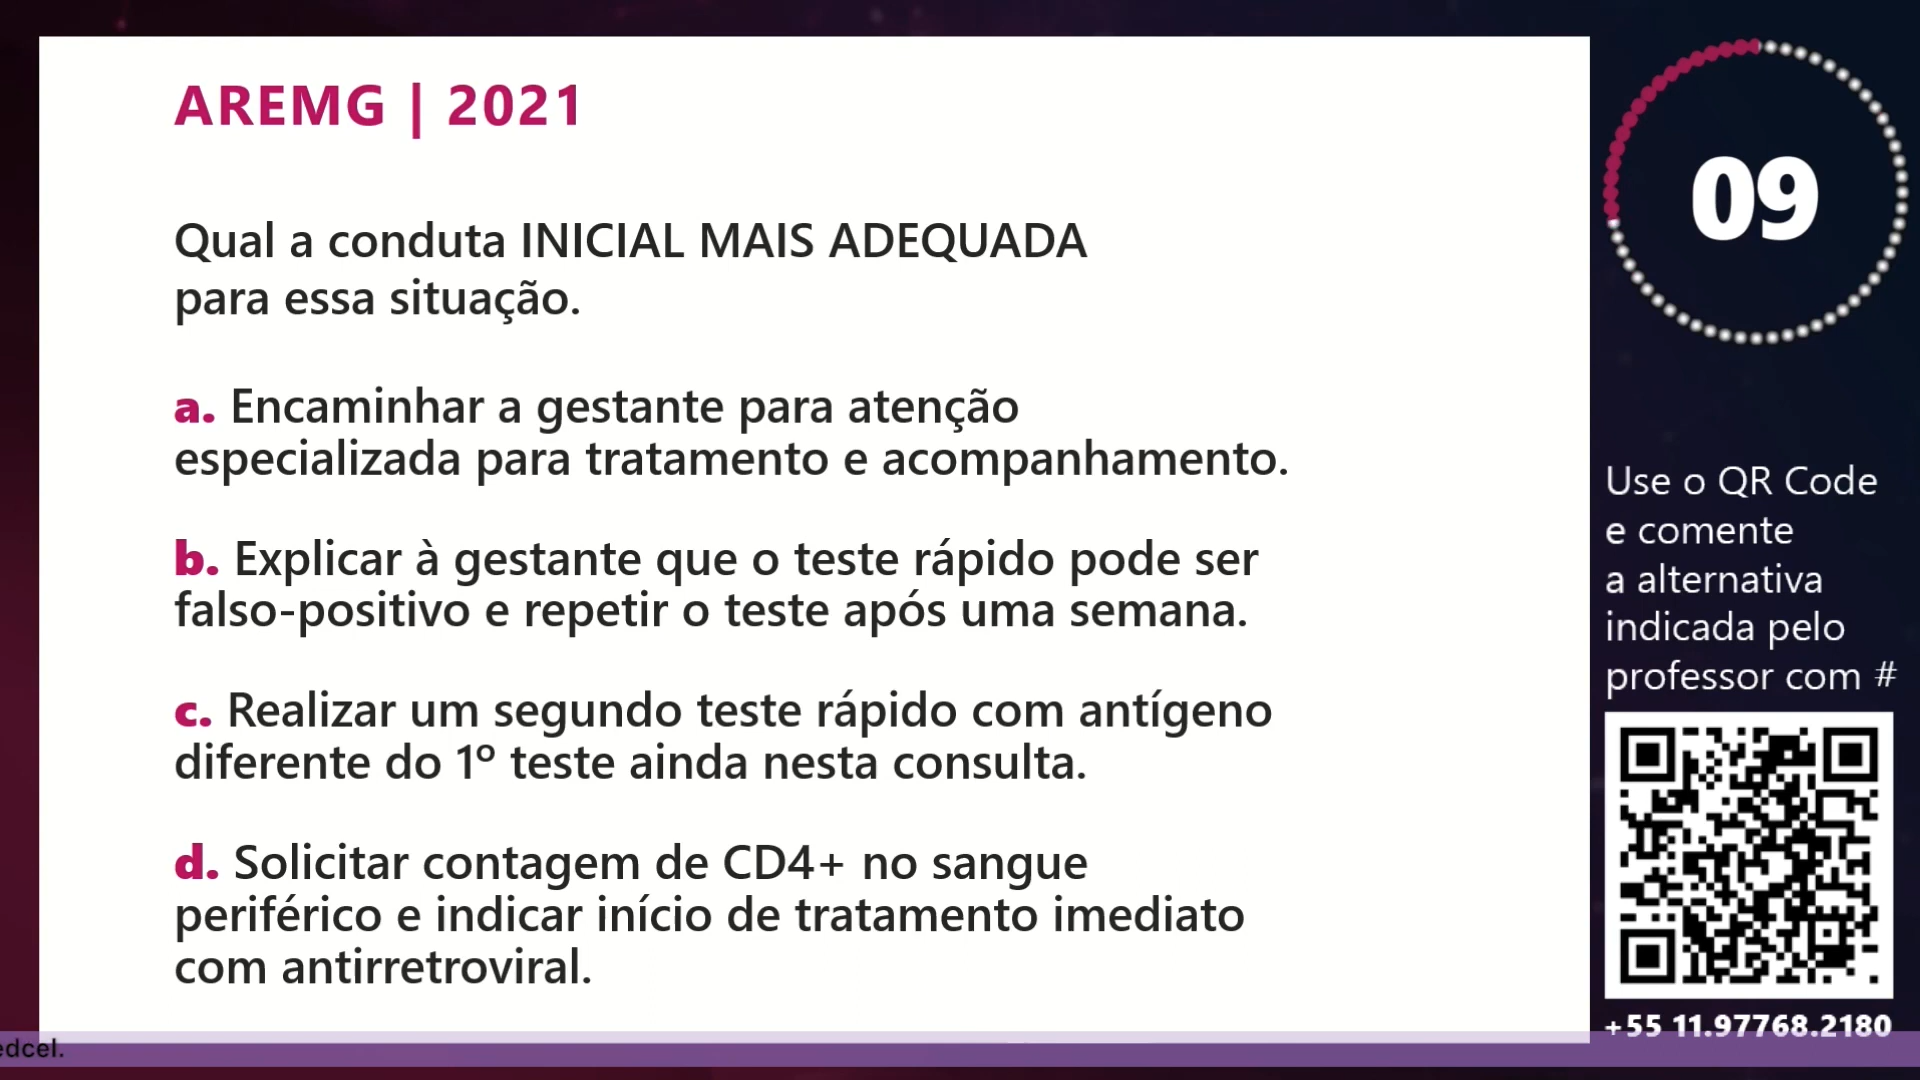 AREMG | 2021
Qual a conduta INICIAL MAIS ADEQUADA
para essa situação.
a. Encaminhar a gestante para atenção
especializada para tratamento e acompanhamento.
b. Explicar à gestante que o teste rápido pode ser
falso-positivo e repetir o teste após uma semana.
c. Realizar um segundo teste rápido com antígeno
diferente do 1º teste ainda nesta consulta.
d. Solicitar contagem de CD4+ no sangue
periférico e indicar início de tratamento imediato
com antirretroviral.
09
Use o QR Code
e comente
a alternativa
indicada pelo
professor com #
+55 11.97768.2180
edcel.